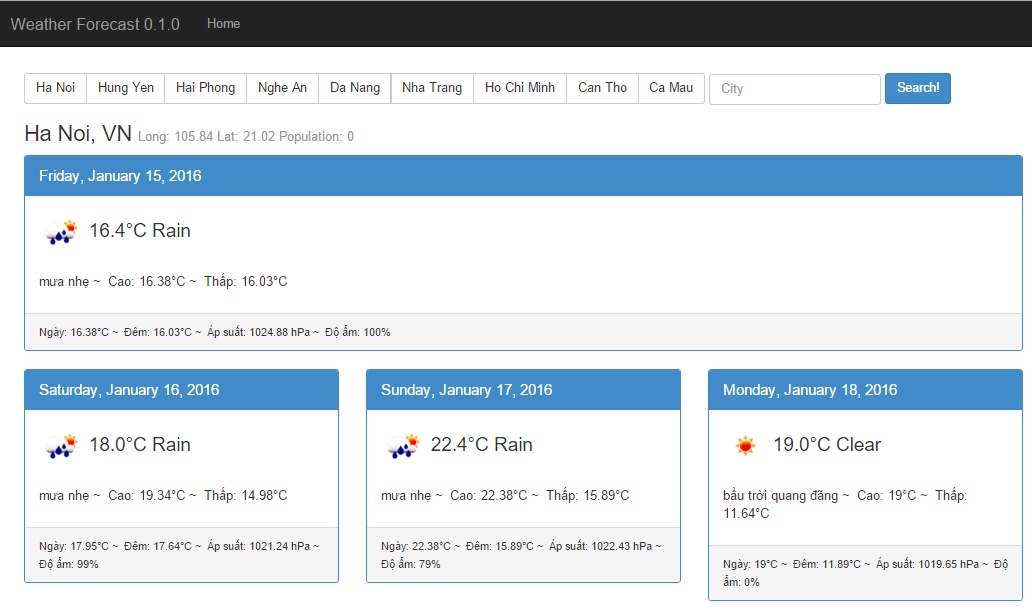 Weather Forecast 0.1.0 Home
Ha Noi Hung Yen Hai Phong Nghe An Da Nang Nha Trang Ho Chi Minh Can Tho Ca Mau City Search!
Ha Noi, VN Long: 105.84 Lat: 21.02 Population: 0
Friday, January 15, 2016
16.4°C Rain
mưa nhẹ ~ Cao: 16.38°C ~ Thấp: 16.03°C
Ngày: 16.38°C ~ Đêm: 16.03°C ~ Áp suất: 1024.88 hPa ~ Độ ẩm: 100%
Saturday, January 16, 2016
18.0°C Rain
mưa nhẹ ~ Cao: 19.34°C ~ Thấp: 14.98°C
Ngày: 17.95°C ~ Đêm: 17.64°C ~ Áp suất: 1021.24 hPa ~
Độ ẩm: 99%
Sunday, January 17, 2016
22.4°C Rain
mưa nhẹ ~ Cao: 22.38°C ~ Thấp: 15.89°C
Ngày: 22.38°C ~ Đêm: 15.89°C ~ Áp suất: 1022.43 hPa ~
Độ ẩm: 79%
Monday, January 18, 2016
19.0°C Clear
bầu trời quang đãng ~ Cao: 19°C ~ Thấp:
11.64°C
Ngày: 19°C ~ Đêm: 11.89°C ~ Áp suất: 1019.65 hPa ~ Độ
ẩm: 0%